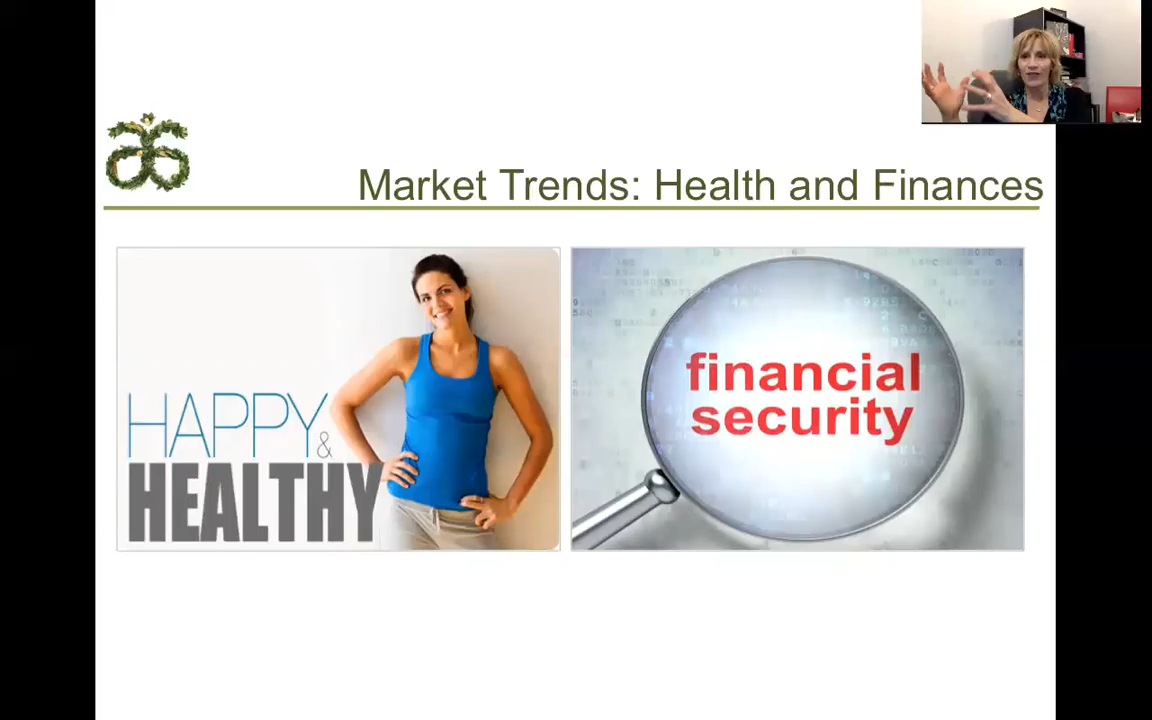 Market Trends: Health and Finances
HAPPY
&
HEALTHY
financial
security